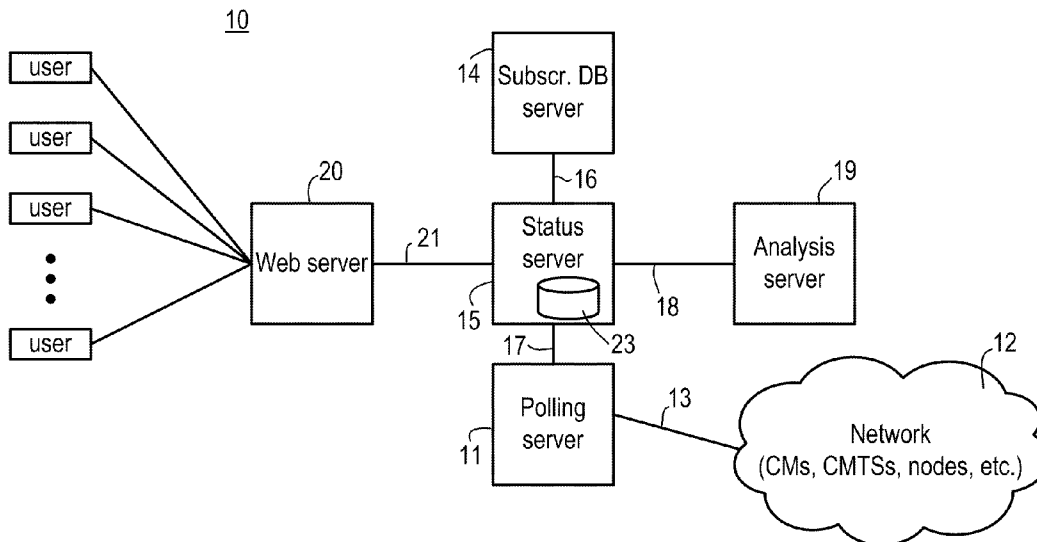 10
user
user
user
user
20
Web server
21
14
Subscr. DB
server
16
Status
server
15
23
17
18
19
Analysis
server
11
Polling
server
13
12
Network
(CMs, CMTSs, nodes, etc.)